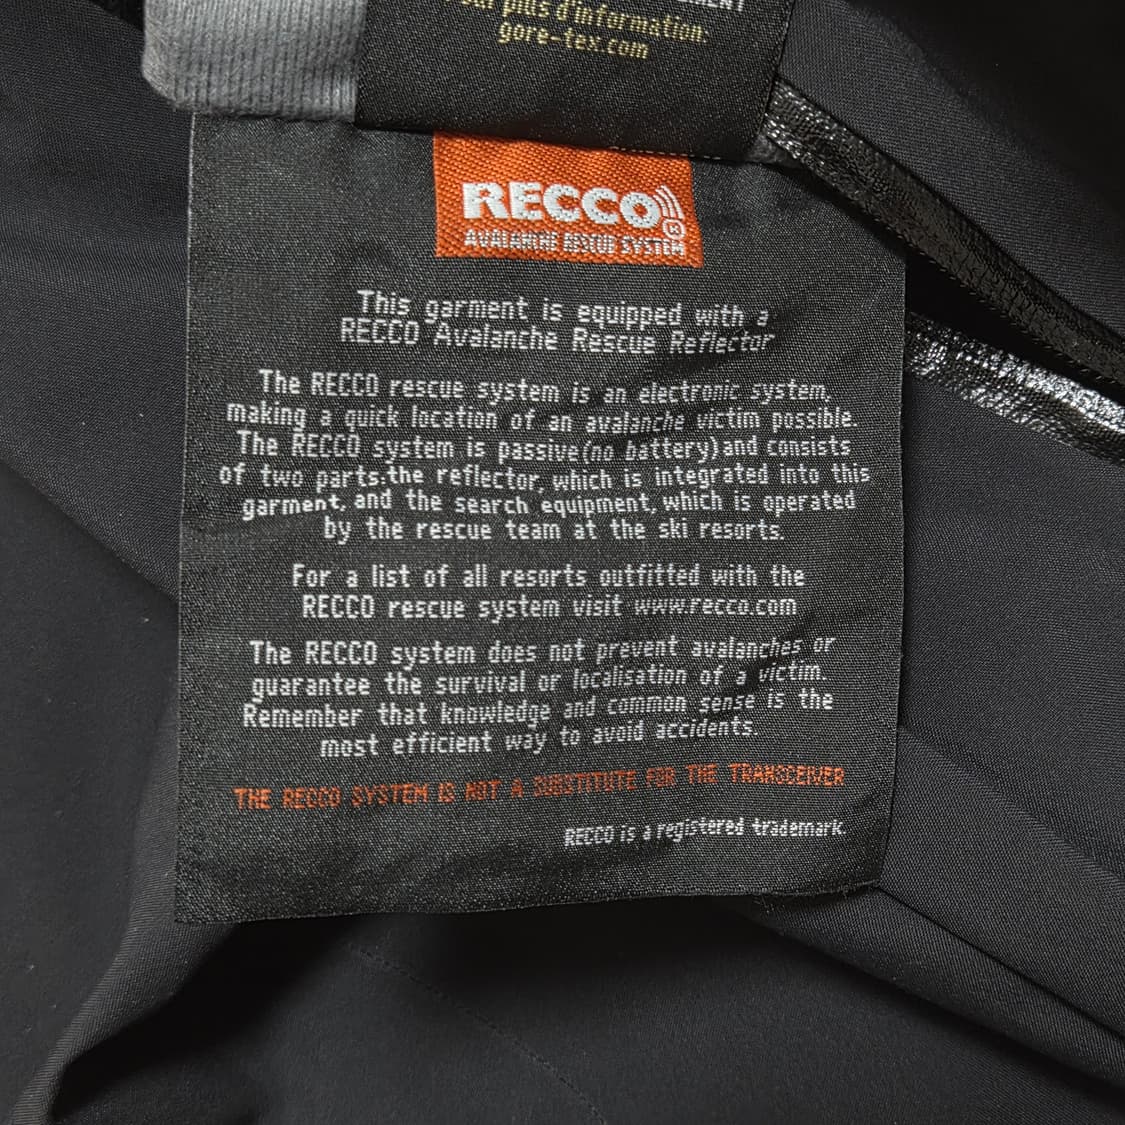 plus d'information:
gore-tex.com
RECCO
AVALANCHE RESCUE SYSTEM
This garment is equipped with a
RECCO Avalanche Rescue Reflector
The RECCO rescue system is an electronic system,
making a quick location of an avalanche victim possible.
The RECCO system is passive(no battery)and consists
of two parts:the reflector, which is integrated into this
garment, and the search equipment, which is operated
by the rescue team at the ski resorts.
For a list of all resorts outfitted with the
RECCO rescue system visit www.recco.com
The RECCO system does not prevent avalanches or
guarantee the survival or localisation of a victim.
Remember that knowledge and common sense is the
most efficient way to avoid accidents.
THE RECCO SYSTEM IS NOT A SUBSTITUTE FOR THE TRANSCEIVER
RECCO is a registered trademark.